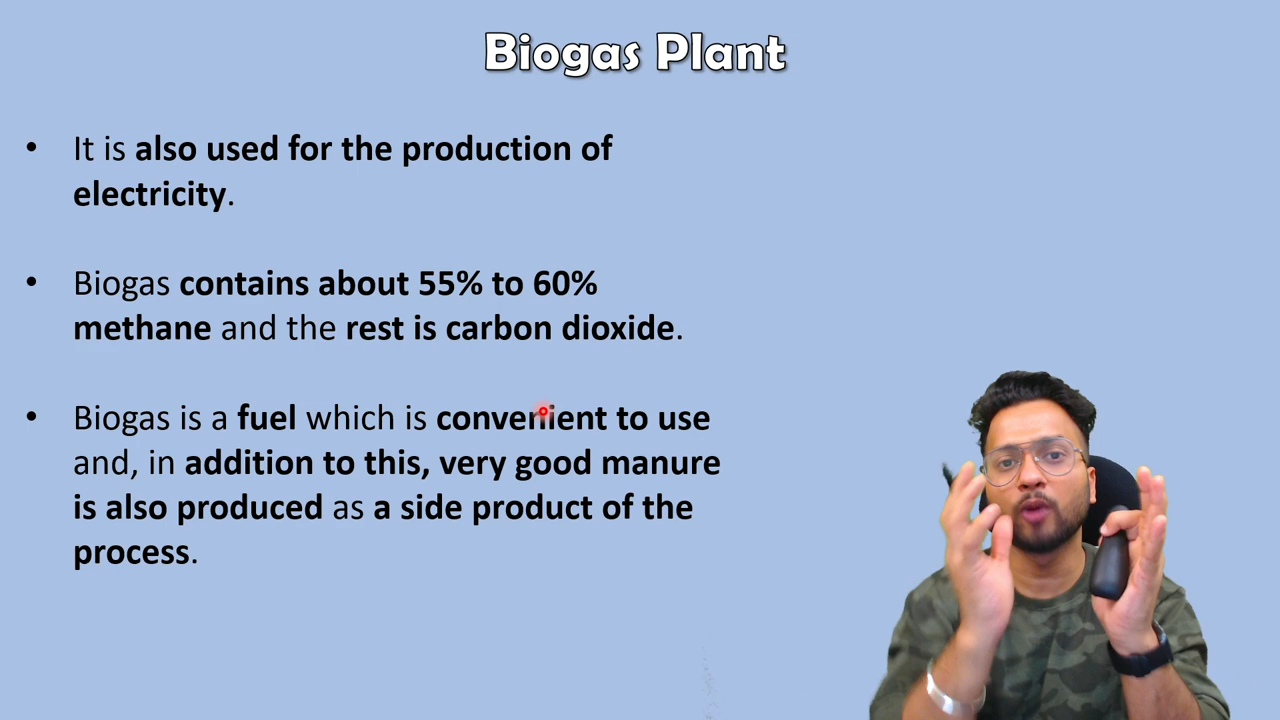 Biogas Plant
• It is also used for the production of
electricity.
• Biogas contains about 55% to 60%
methane and the rest is carbon dioxide.
• Biogas is a fuel which is convenient to use
and, in addition to this, very good manure
is also produced as a side product of the
process.